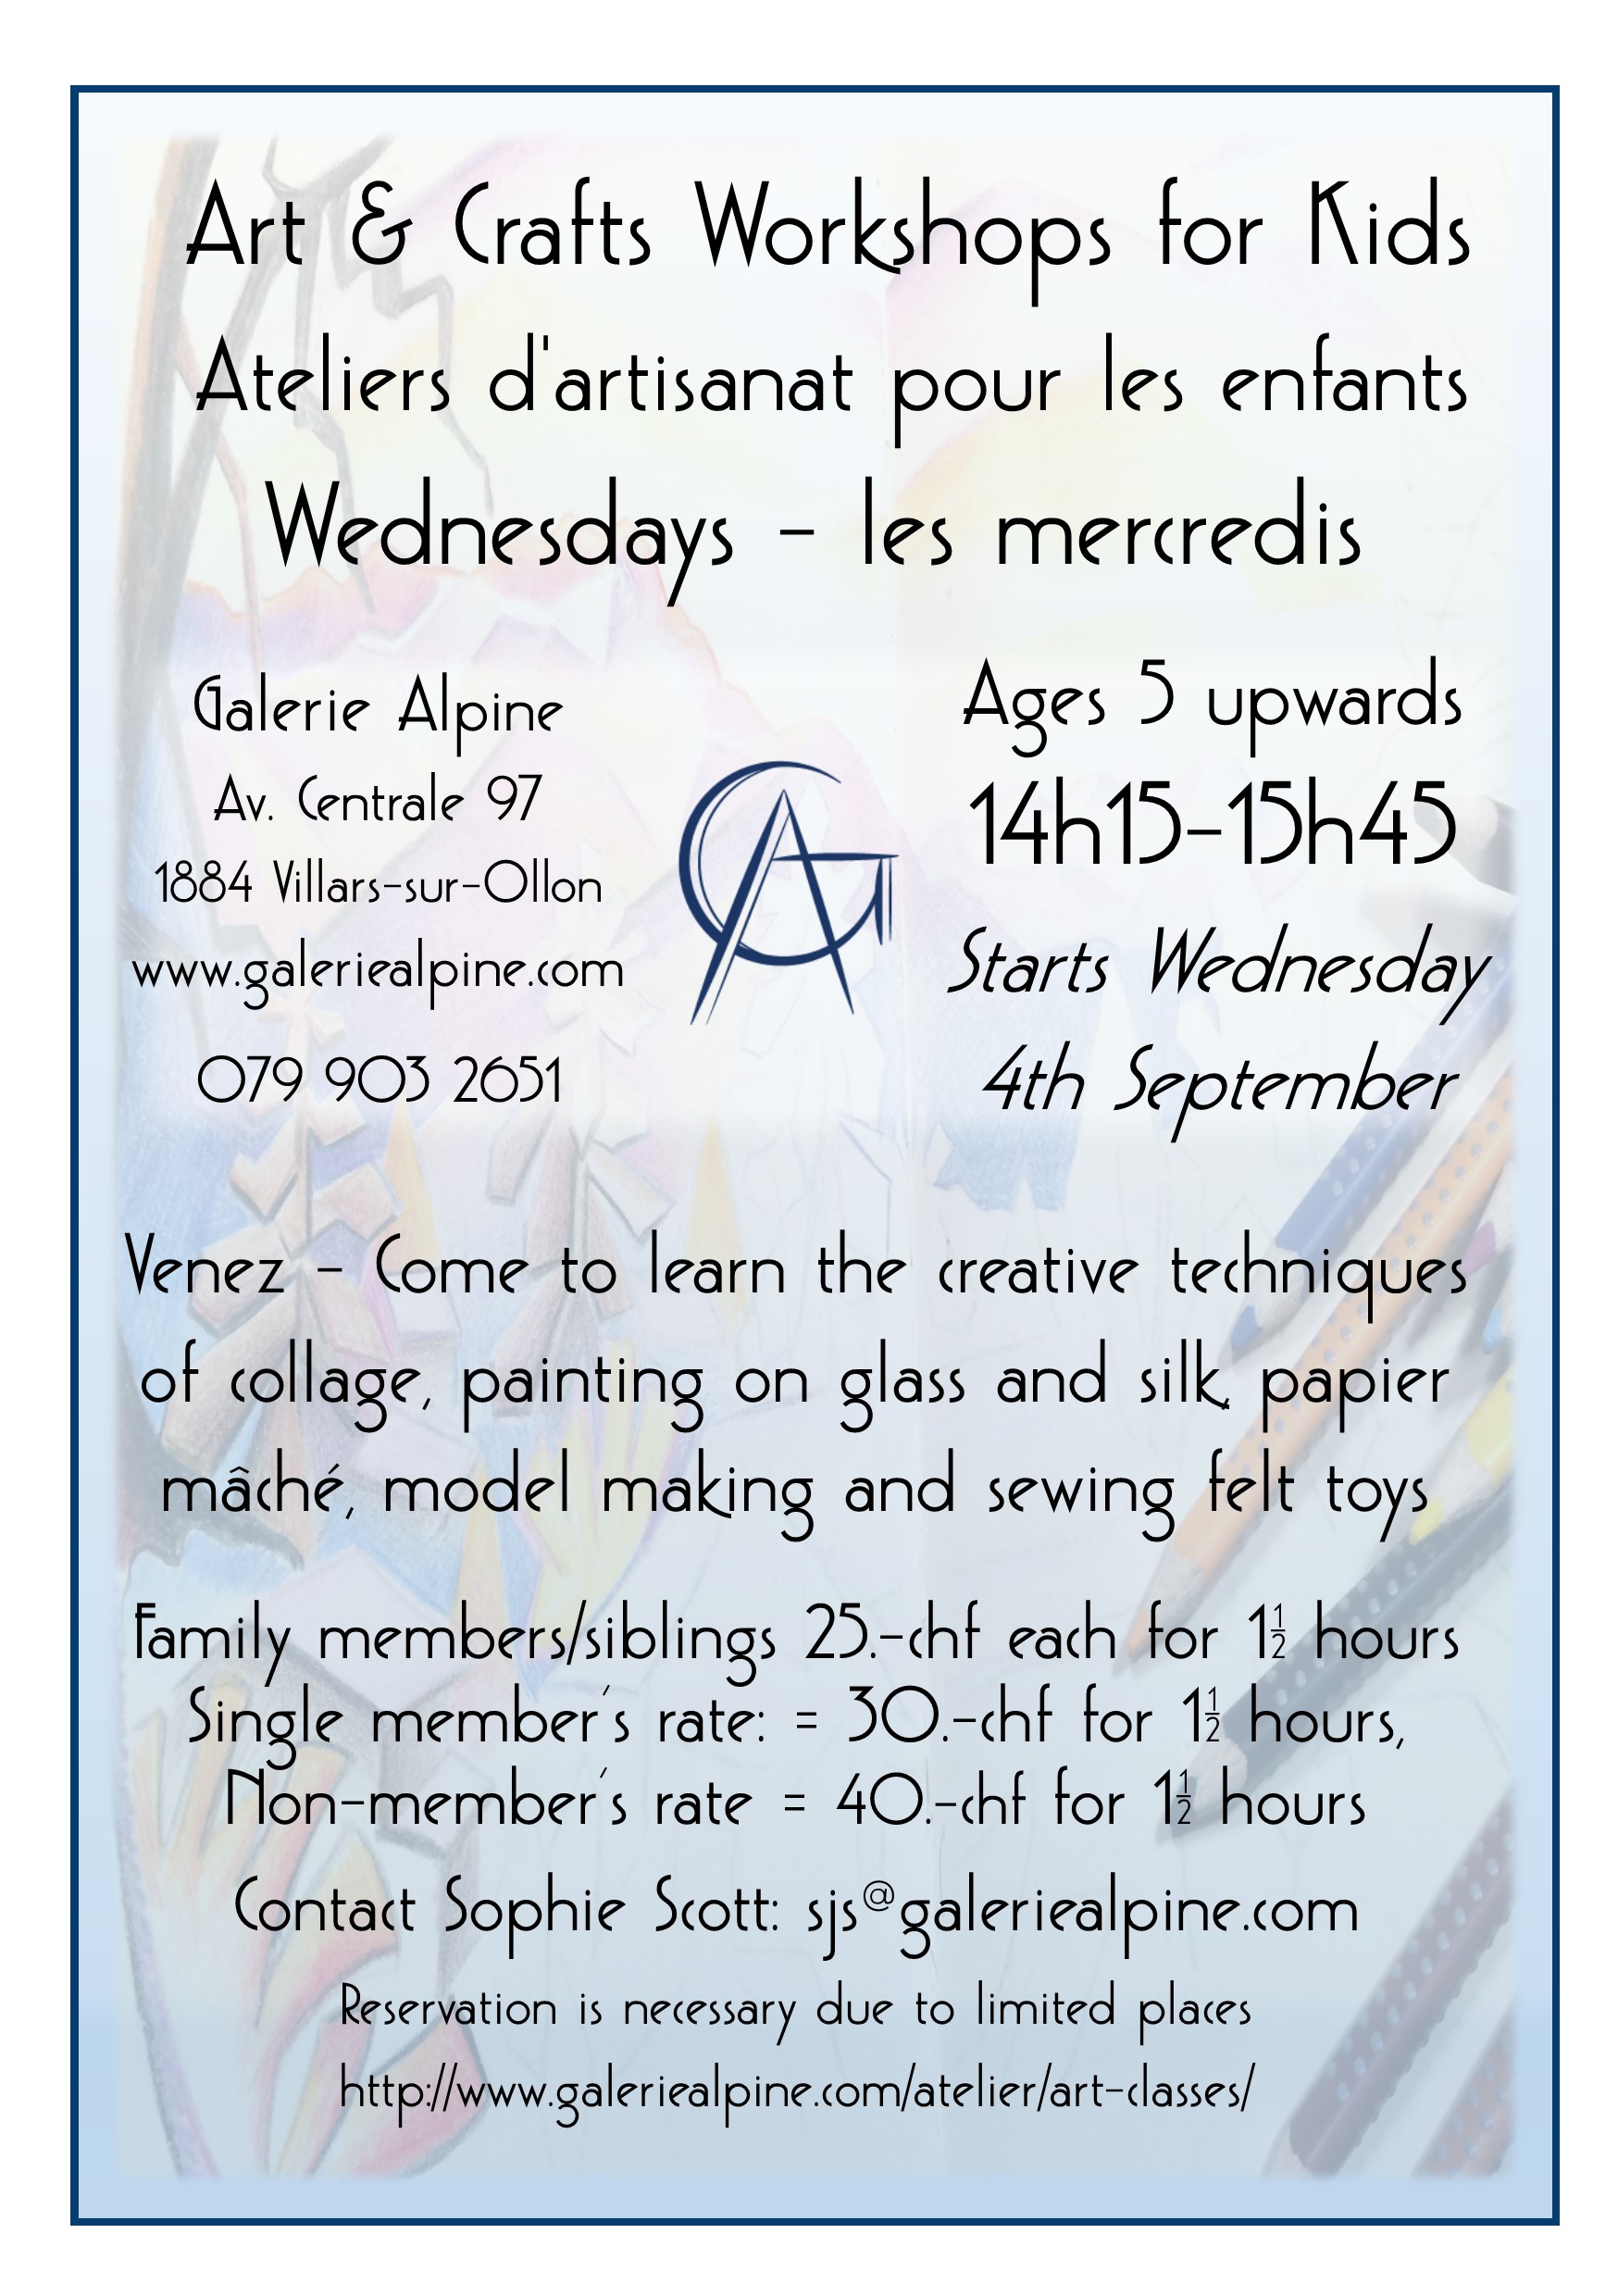 Art & Crafts Workshops for Kids
Ateliers d'artisanat pour les enfants
Wednesdays - les mercredis
Galerie Alpine
Av. Centrale 97
1884 Villars-sur-Ollon
www.galeriealpine.com
079 903 2651
GA
Ages 5 upwards
14h15-15h45
Starts Wednesday
4th September
Venez - Come to learn the creative techniques
of collage, painting on glass and silk, papier
mâché, model making and sewing felt toys
Family members/siblings 25.-chf each for 1½ hours
Single member's rate: = 30.-chf for 1½ hours,
Non-member's rate = 40.-chf for 1½ hours
Contact Sophie Scott: sjs@galeriealpine.com
Reservation is necessary due to limited places
http://www.galeriealpine.com/atelier/art-classes/